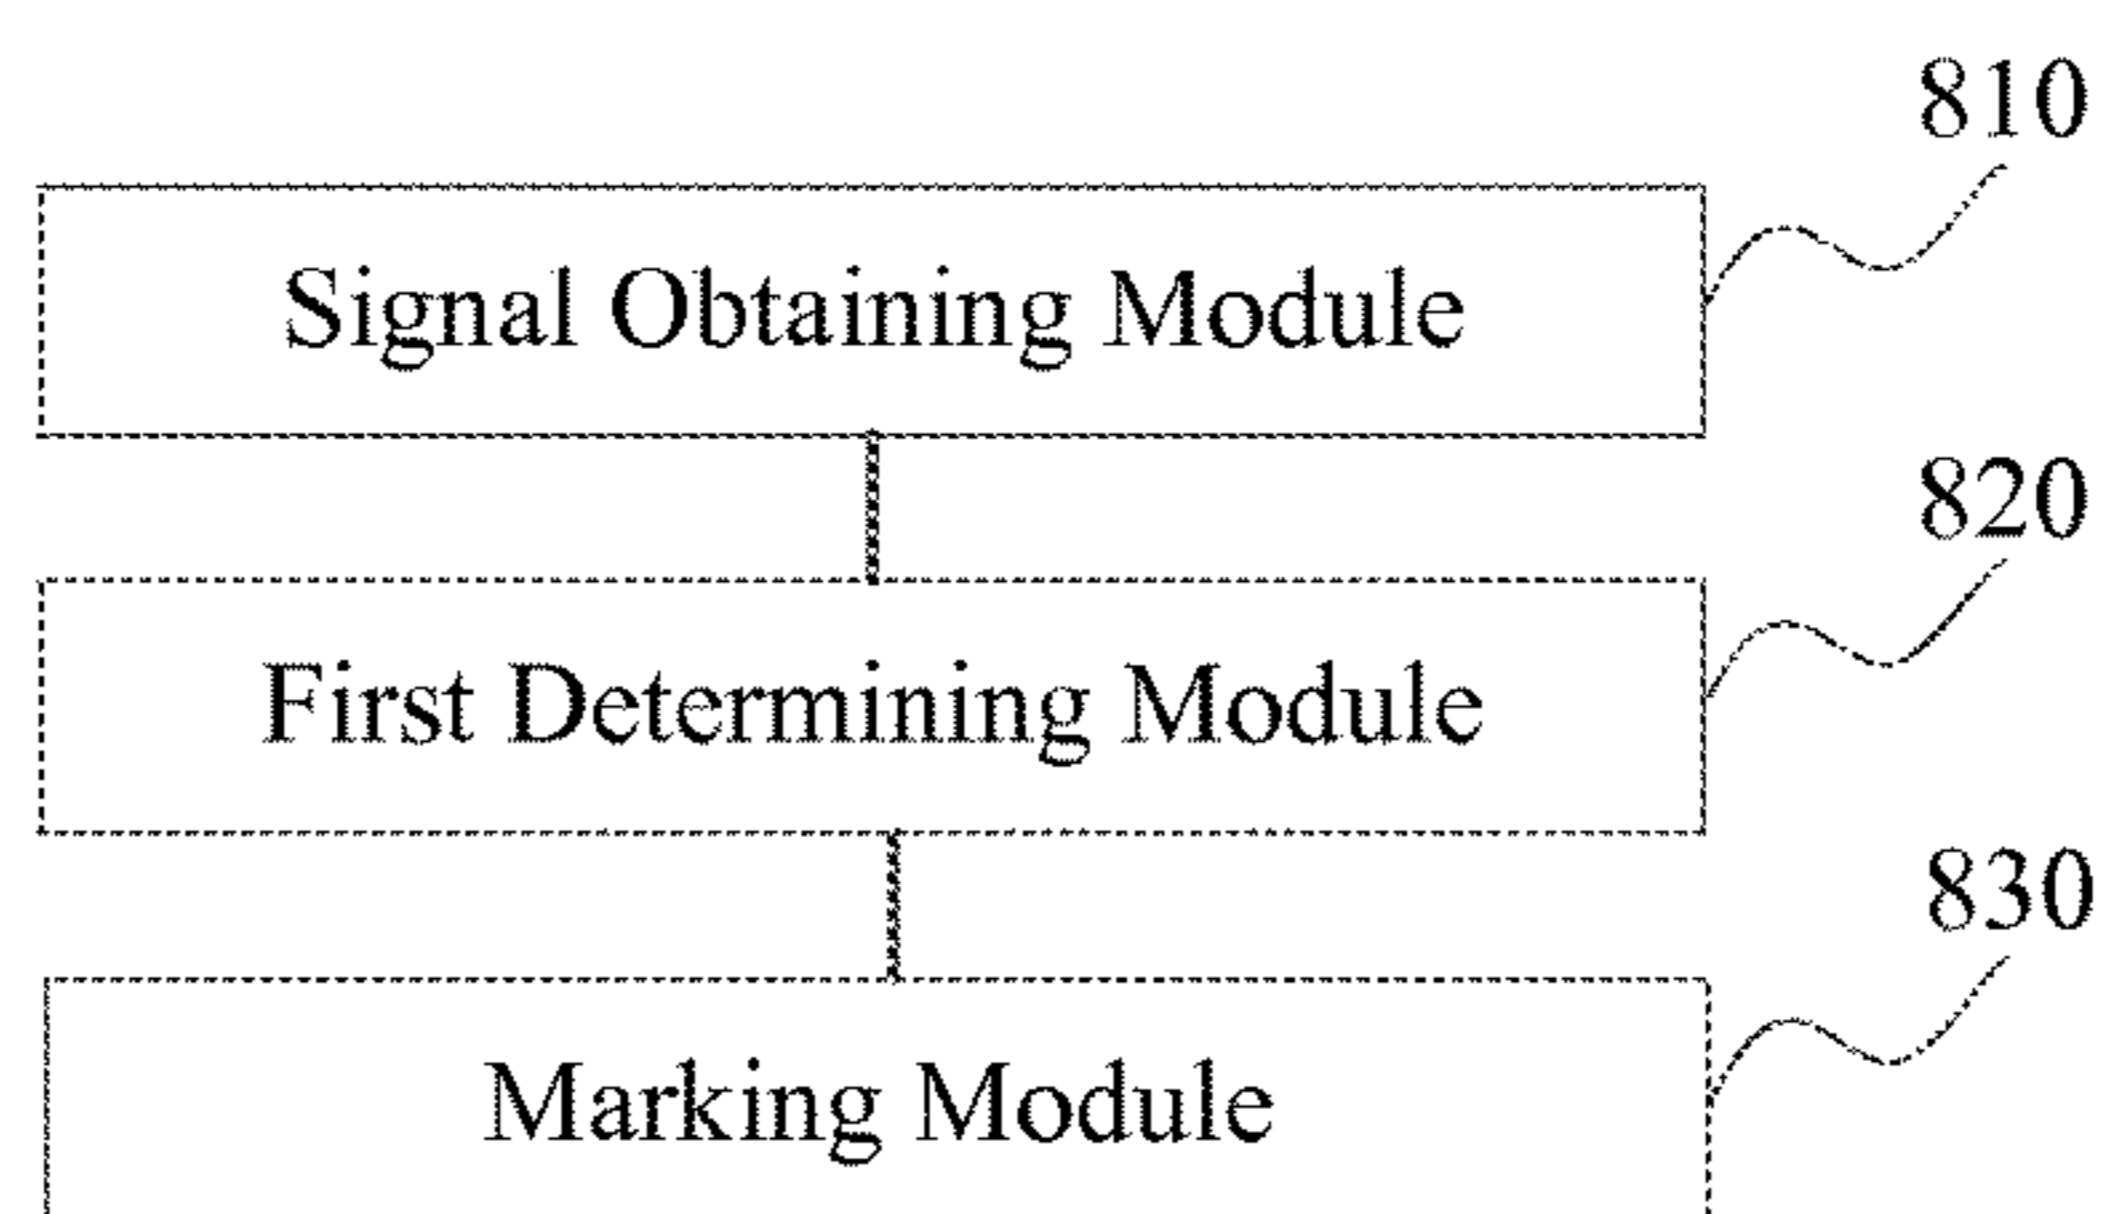 810
Signal Obtaining Module
820
First Determining Module
830
Marking Module